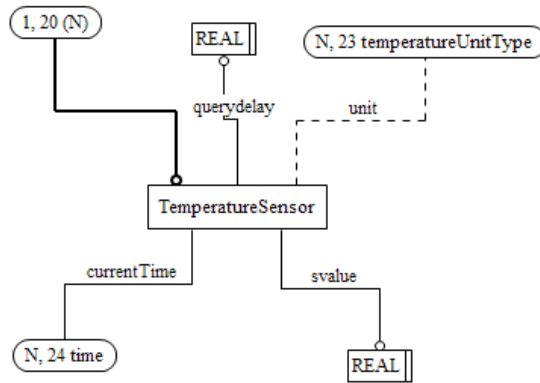 1, 20 (N)
REAL
N, 23 temperatureUnitType
querydelay
unit
TemperatureSensor
currentTime
svalue
N, 24 time
REAL